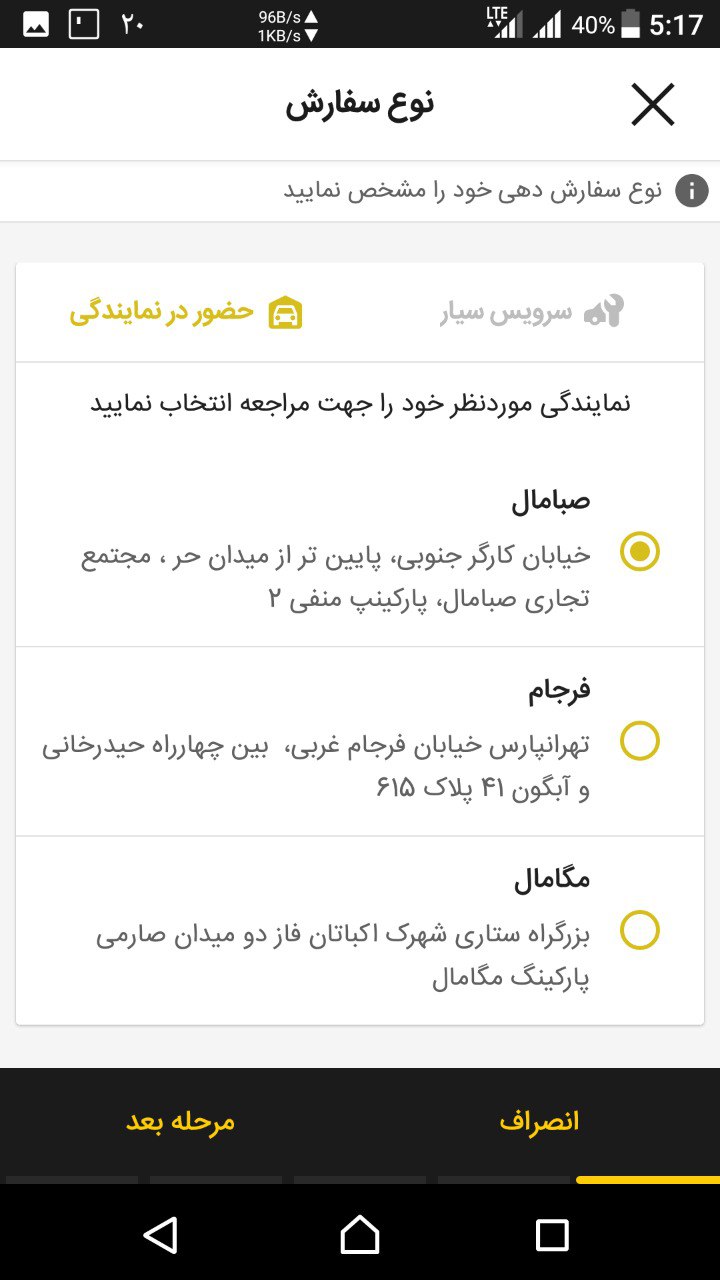 ۲۰
96B/s
1KB/s
LTE
40%
5:17
نوع سفارش
نوع سفارش دهی خود را مشخص نمایید
سرویس سیار
حضور در نمایندگی
نمایندگی موردنظر خود را جهت مراجعه انتخاب نمایید
صبامال
خیابان کارگر جنوبی، پایین تر از میدان حر ، مجتمع
تجاری صبامال، پارکینپ منفی ۲
فرجام
تهرانپارس خیابان فرجام غربی، بین چهارراه حیدرخانی
و آبگون ۴۱ پلاک ۶۱۵
مگامال
بزرگراه ستاری شهرک اکباتان فاز دو میدان صارمی
پارکینگ مگامال
انصراف
مرحله بعد